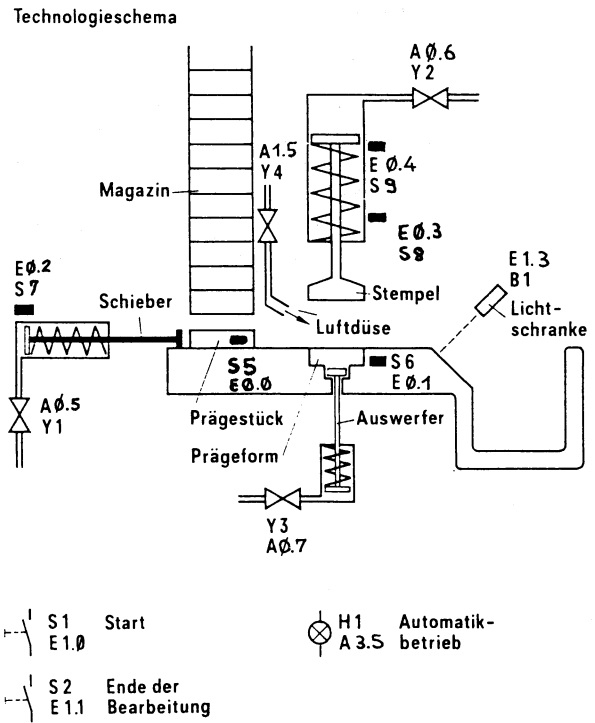 Technologieschema
AØ.6
Y2
A1.5
Y4
EØ.4
S9
Magazin
EØ.3
S8
EØ.2
S7
E1.3
B1
Licht-
schranke
Schieber
Stempel
Luftdüse
S5
EØ.Ø
S6
EØ.1
AØ.5
Y1
Prägestück
Auswerfer
Prägeform
Y3
AØ.7
S1 Start
E1.Ø
H1 Automatik-
A3.5 betrieb
S2 Ende der
E1.1 Bearbeitung